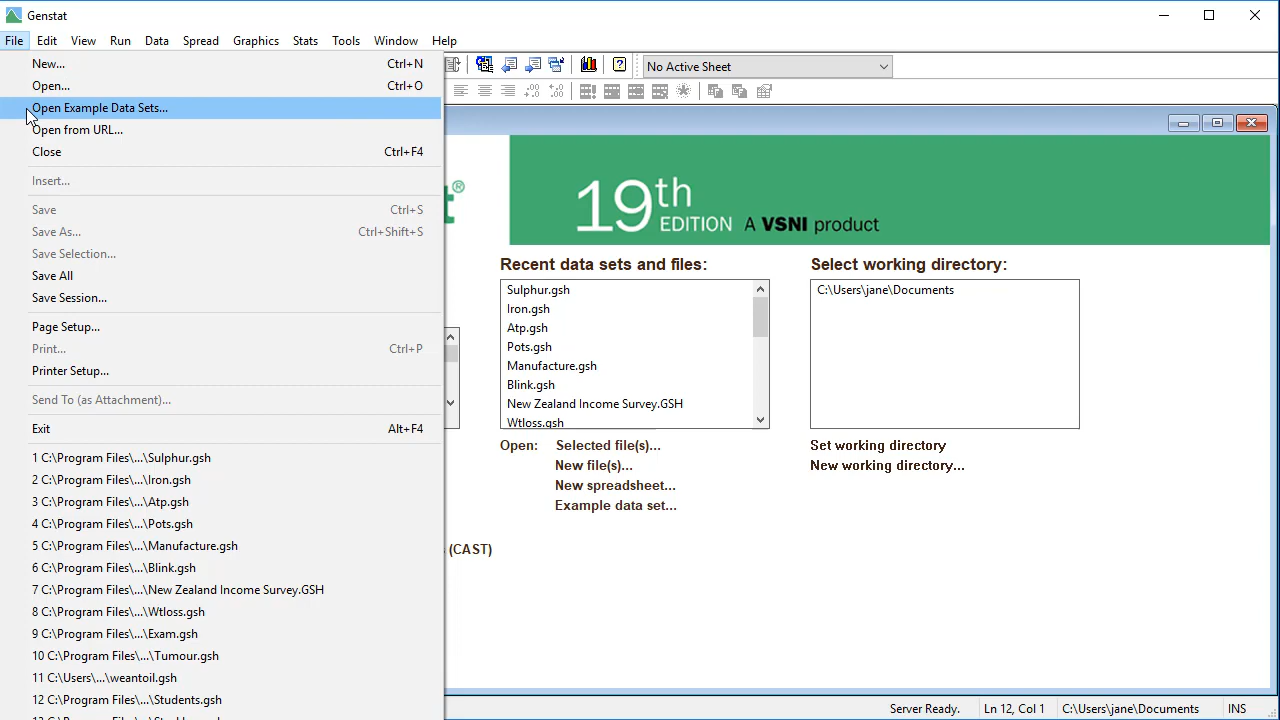 Genstat
File Edit View Run Data Spread Graphics Stats Tools Window Help
No Active Sheet
New... Ctrl+N
Open... Ctrl+O
Open Example Data Sets...
Open from URL...
Close Ctrl+F4
Insert...
Save Ctrl+S
Save As... Ctrl+Shift+S
Save Selection...
Save All
Save Session...
Page Setup...
Print... Ctrl+P
Printer Setup...
Send To (as Attachment)...
Exit Alt+F4
1 C:\Program Files\...\Sulphur.gsh
2 C:\Program Files\...\Iron.gsh
3 C:\Program Files\...\Atp.gsh
4 C:\Program Files\...\Pots.gsh
5 C:\Program Files\...\Manufacture.gsh
6 C:\Program Files\...\Blink.gsh
7 C:\Program Files\...\New Zealand Income Survey.GSH
8 C:\Program Files\...\Wtloss.gsh
9 C:\Program Files\...\Exam.gsh
10 C:\Program Files\...\Tumour.gsh
11 C:\Users\...\weantoil.gsh
12 C:\Program Files\...\Students.gsh
t®
19th EDITION A VSNI product
Recent data sets and files:
Sulphur.gsh
Iron.gsh
Atp.gsh
Pots.gsh
Manufacture.gsh
Blink.gsh
New Zealand Income Survey.GSH
Wtloss.gsh
Open: Selected file(s)...
New file(s)...
New spreadsheet...
Example data set...
(CAST)
Select working directory:
C:\Users\jane\Documents
Set working directory
New working directory...
Server Ready. Ln 12, Col 1 C:\Users\jane\Documents INS